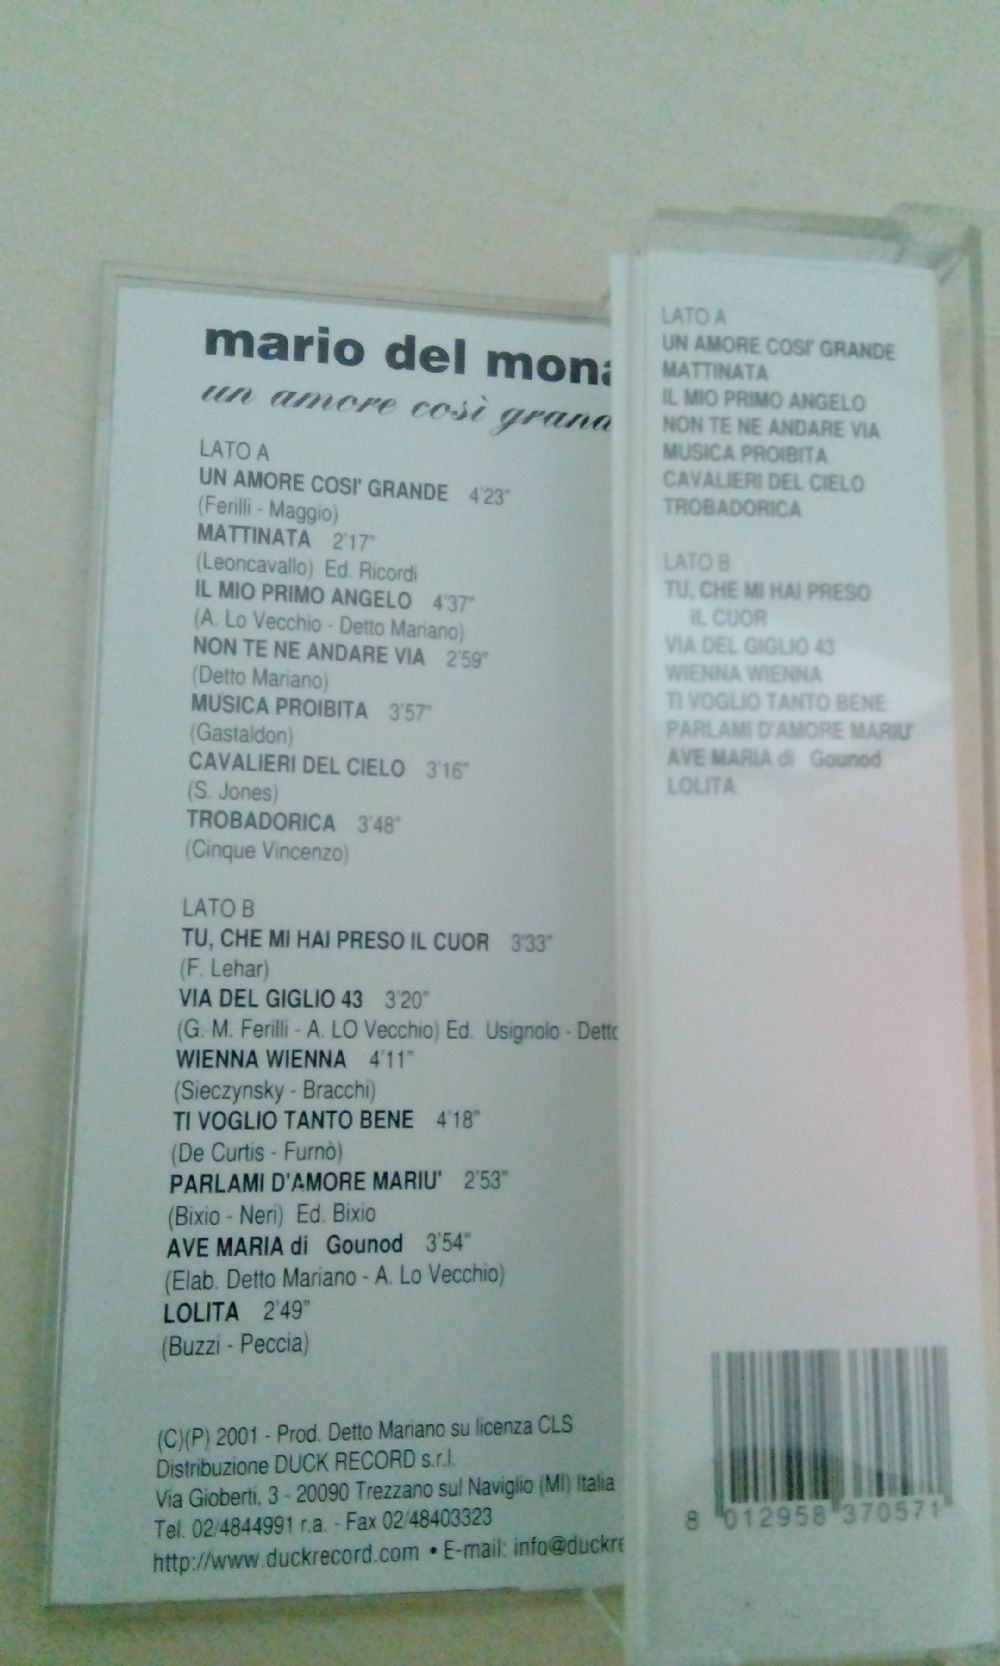 mario del mona
un amore così grand
LATO A
UN AMORE COSI' GRANDE 4'23"
(Ferilli - Maggio)
MATTINATA 2'17"
(Leoncavallo) Ed. Ricordi
IL MIO PRIMO ANGELO 4'37"
(A. Lo Vecchio - Detto Mariano)
NON TE NE ANDARE VIA 2'59"
(Detto Mariano)
MUSICA PROIBITA 3'57"
(Gastaldon)
CAVALIERI DEL CIELO 3'16"
(S. Jones)
TROBADORICA 3'48"
(Cinque Vincenzo)
LATO B
TU, CHE MI HAI PRESO IL CUOR 3'33"
(F. Lehar)
VIA DEL GIGLIO 43 3'20"
(G. M. Ferilli - A. LO Vecchio) Ed. Usignolo - Detto
WIENNA WIENNA 4'11"
(Sieczynsky - Bracchi)
TI VOGLIO TANTO BENE 4'18"
(De Curtis - Furnò)
PARLAMI D'AMORE MARIU' 2'53"
(Bixio - Neri) Ed. Bixio
AVE MARIA di Gounod 3'54"
(Elab. Detto Mariano - A. Lo Vecchio)
LOLITA 2'49"
(Buzzi - Peccia)
(C)(P) 2001 - Prod. Detto Mariano su licenza CLS
Distribuzione DUCK RECORD s.r.l.
Via Gioberti, 3 - 20090 Trezzano sul Naviglio (MI) Italia
Tel. 02/4844991 r.a. - Fax 02/48403323
http://www.duckrecord.com • E-mail: info@duckre
LATO A
UN AMORE COSI' GRANDE
MATTINATA
IL MIO PRIMO ANGELO
NON TE NE ANDARE VIA
MUSICA PROIBITA
CAVALIERI DEL CIELO
TROBADORICA
LATO B
TU, CHE MI HAI PRESO
IL CUOR
VIA DEL GIGLIO 43
WIENNA WIENNA
TI VOGLIO TANTO BENE
PARLAMI D'AMORE MARIU'
AVE MARIA di Gounod
LOLITA
8 012958 370571